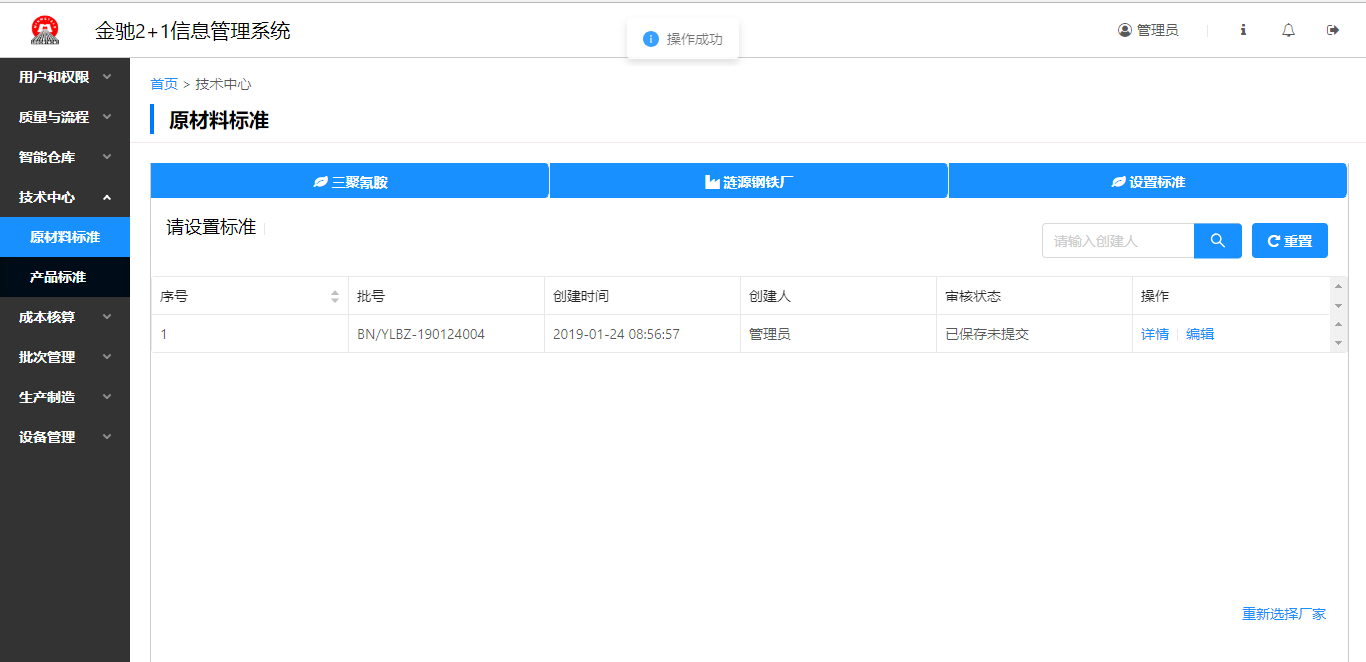 金驰2+1信息管理系统
操作成功
管理员
用户和权限
质量与流程
智能仓库
技术中心
原材料标准
产品标准
成本核算
批次管理
生产制造
设备管理
首页 > 技术中心
原材料标准
三聚氰胺
涟源钢铁厂
设置标准
请设置标准
请输入创建人
重置
序号 批号 创建时间 创建人 审核状态 操作
1 BN/YLBZ-190124004 2019-01-24 08:56:57 管理员 已保存未提交 详情 编辑
重新选择厂家